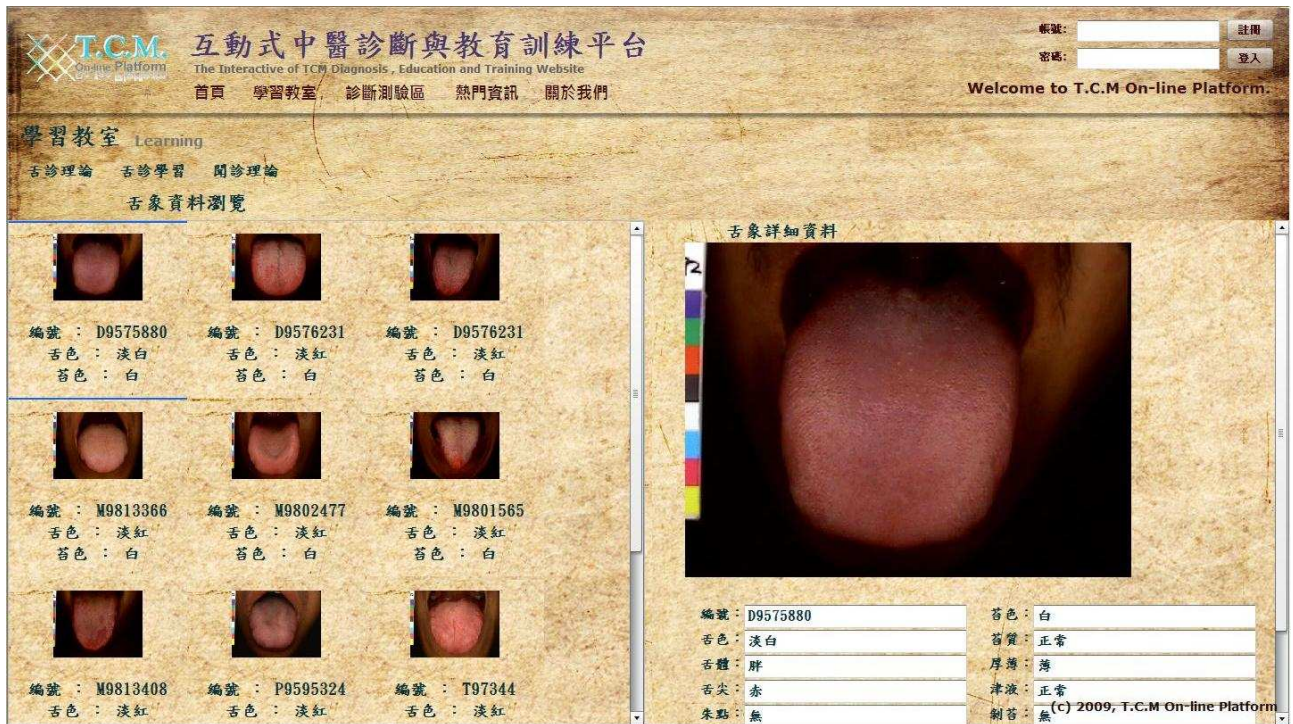 T.C.M.
On-line Platform
互動式中醫診斷與教育訓練平台
The Interactive of TCM Diagnosis , Education and Training Website
首頁 學習教室 診斷測驗區 熱門資訊 關於我們
帳號: 註冊
密碼: 登入
Welcome to T.C.M On-line Platform.
學習教室 Learning
舌診理論 舌診學習 聞診理論
舌象資料瀏覽
編號 : D9575880
舌色 : 淡白
苔色 : 白
編號 : D9576231
舌色 : 淡紅
苔色 : 白
編號 : D9576231
舌色 : 淡紅
苔色 : 白
編號 : M9813366
舌色 : 淡紅
苔色 : 白
編號 : M9802477
舌色 : 淡紅
苔色 : 白
編號 : M9801565
舌色 : 淡紅
苔色 : 白
編號 : M9813408
舌色 : 淡紅
編號 : P9595324
舌色 : 淡紅
編號 : T97344
舌色 : 淡紅
舌象詳細資料
編號： D9575880 苔色： 白
舌色： 淡白 苔質： 正常
舌體： 胖 厚薄： 薄
舌尖： 赤 津液： 正常
朱點： 無 剝苔： 無
(c) 2009, T.C.M On-line Platform